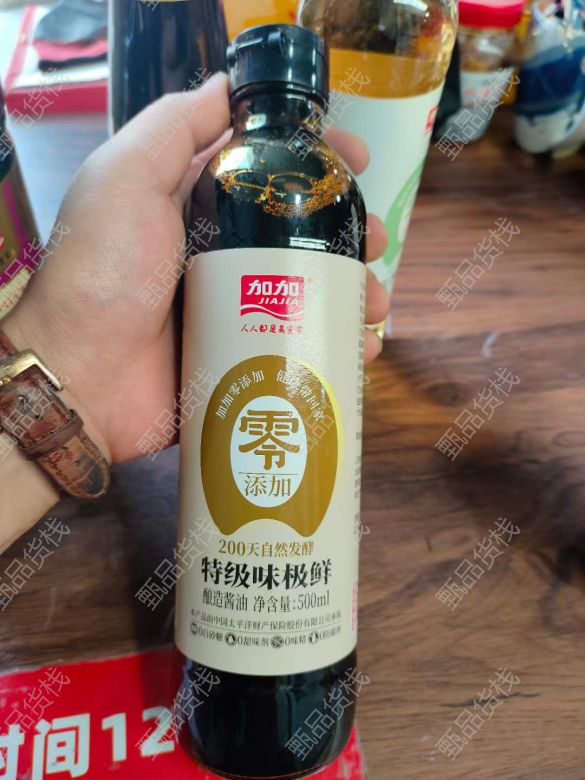 加加
JIAJIA
人人都是美食家
加加零添加 健康带回家
零
添加
200天自然发酵
特级味极鲜
酿造酱油 净含量:500ml
本产品由中国太平洋财产保险股份有限公司承保
0白砂糖 0甜味剂 0味精 0防腐剂
时间12
甄品货栈